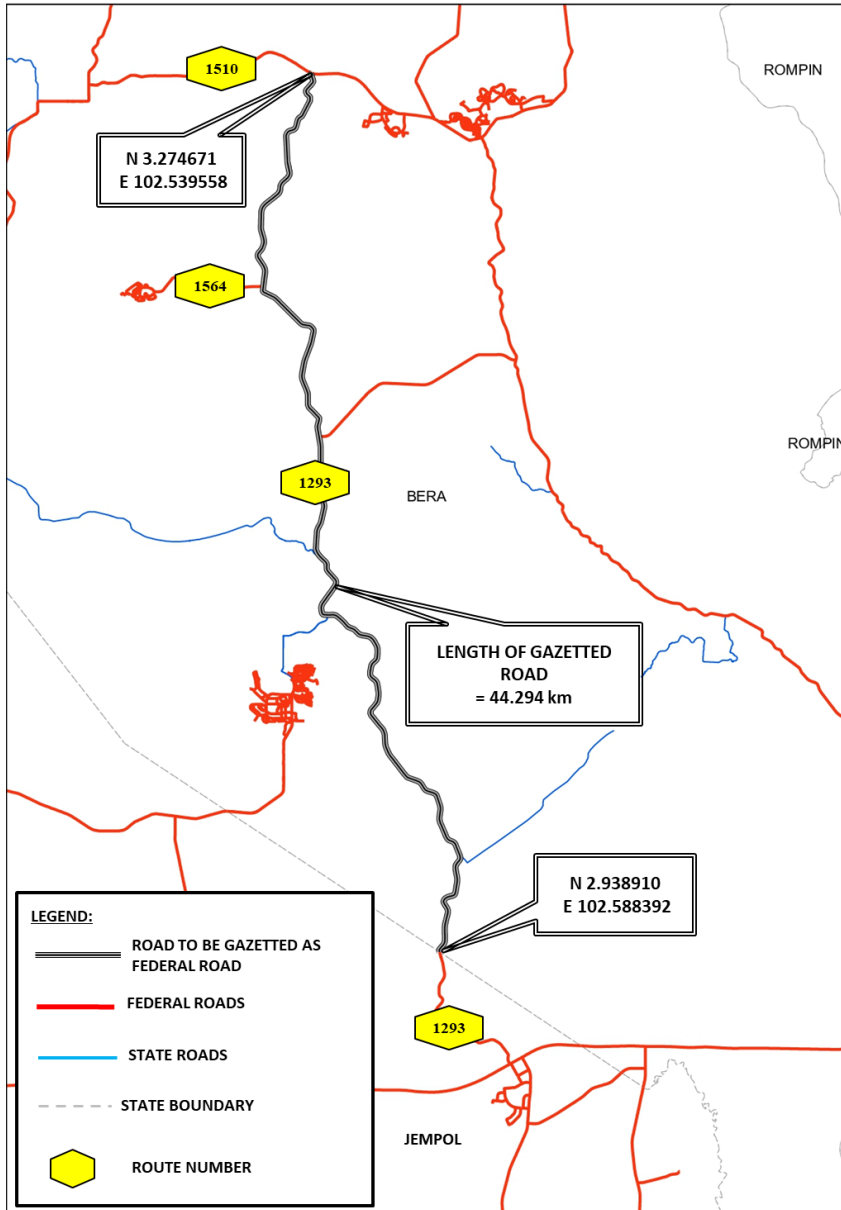 1510
ROMPIN
N 3.274671
E 102.539558
1564
ROMPIN
1293
BERA
LENGTH OF GAZETTED
ROAD
= 44.294 km
N 2.938910
E 102.588392
LEGEND:
ROAD TO BE GAZETTED AS
FEDERAL ROAD
FEDERAL ROADS
STATE ROADS
STATE BOUNDARY
ROUTE NUMBER
1293
JEMPOL